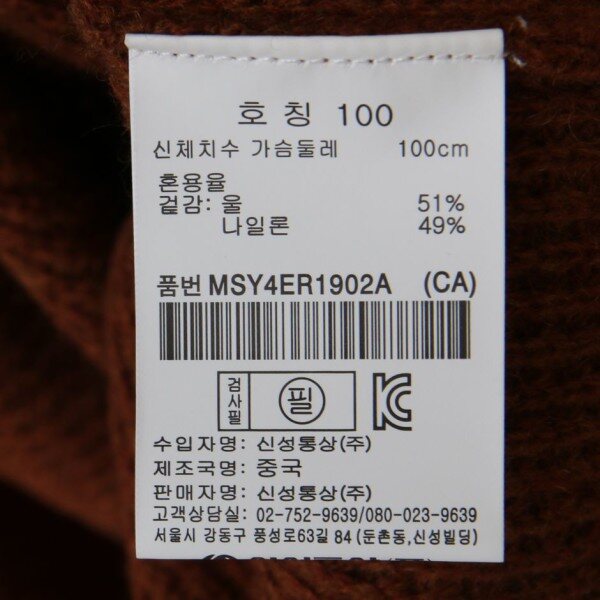 호 칭 100
신체치수 가슴둘레 100cm
혼용율
겉감: 울 51%
나일론 49%
품번 MSY4ER1902A (CA)
검사필 필
수입자명: 신성통상(주)
제조국명: 중국
판매자명: 신성통상(주)
고객상담실: 02-752-9639/080-023-9639
서울시 강동구 풍성로63길 84 (둔촌동,신성빌딩)